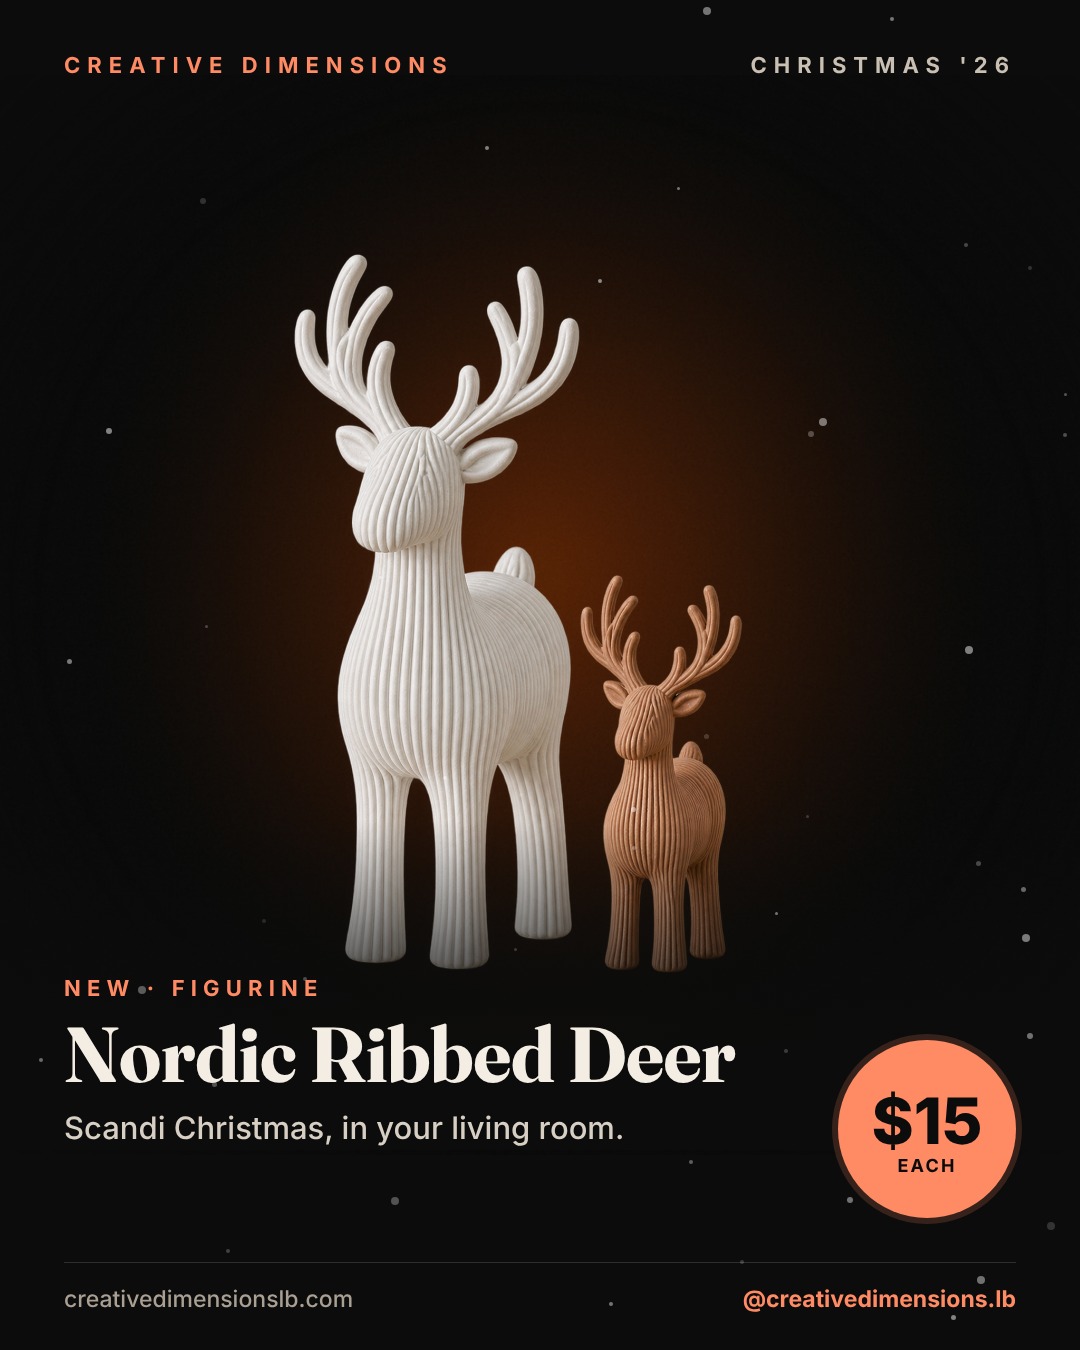 CREATIVE DIMENSIONS
CHRISTMAS '26
NEW · FIGURINE
Nordic Ribbed Deer
Scandi Christmas, in your living room.
$15
EACH
creativedimensionslb.com
@creativedimensions.lb